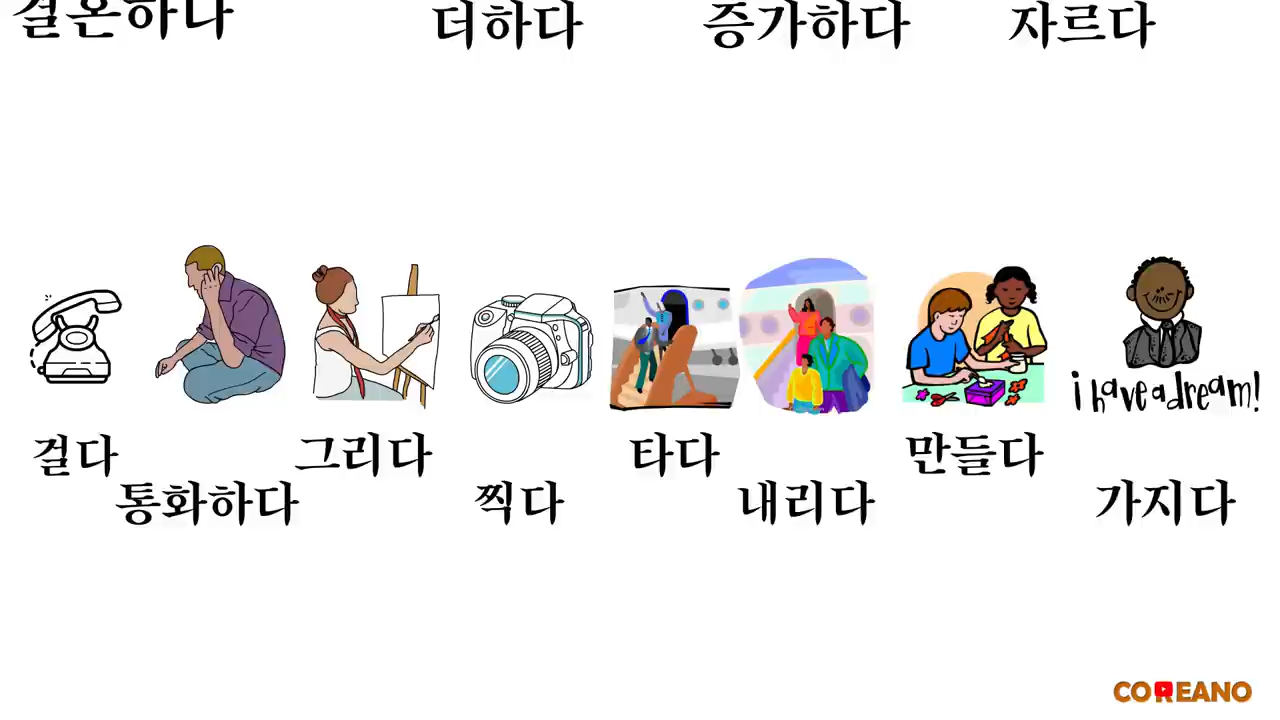 결혼하다 더하다 증가하다 자르다
i have a dream!
걸다 그리다 타다 만들다
통화하다 찍다 내리다 가지다
COREANO